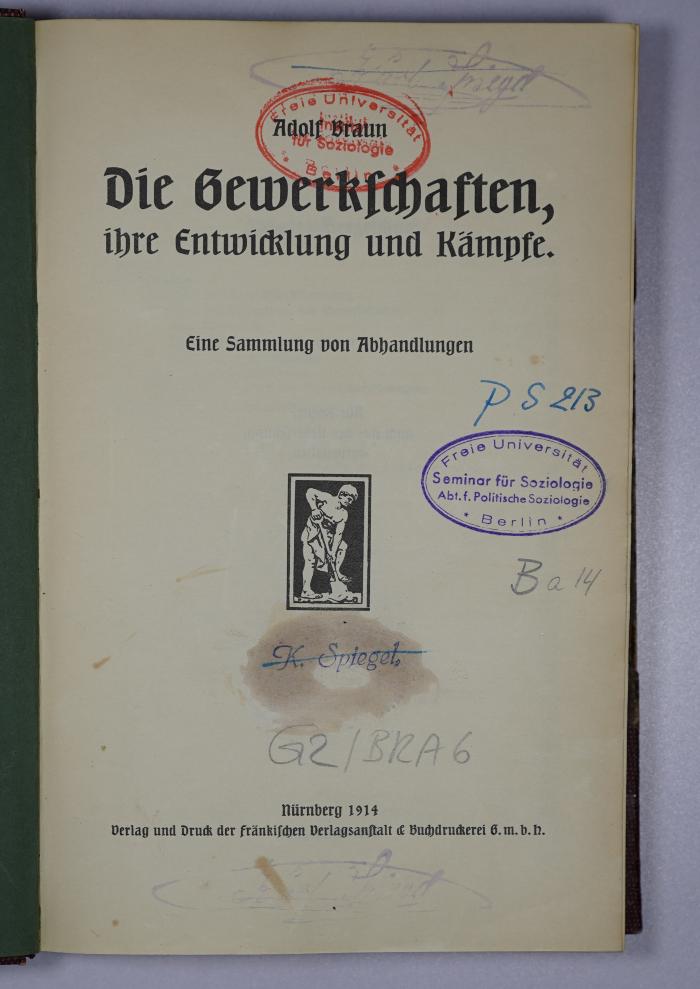 Spiegel
Freie Universität
Institut
für Soziologie
Berlin
Adolf Braun
Die Gewerkschaften,
ihre Entwicklung und Kämpfe.
Eine Sammlung von Abhandlungen
P S 213
Freie Universität
Seminar für Soziologie
Abt. f. Politische Soziologie
* Berlin *
Ba 14
K. Spiegel.
G2/BRA6
Nürnberg 1914
Verlag und Druck der Fränkischen Verlagsanstalt & Buchdruckerei G. m. b. H.